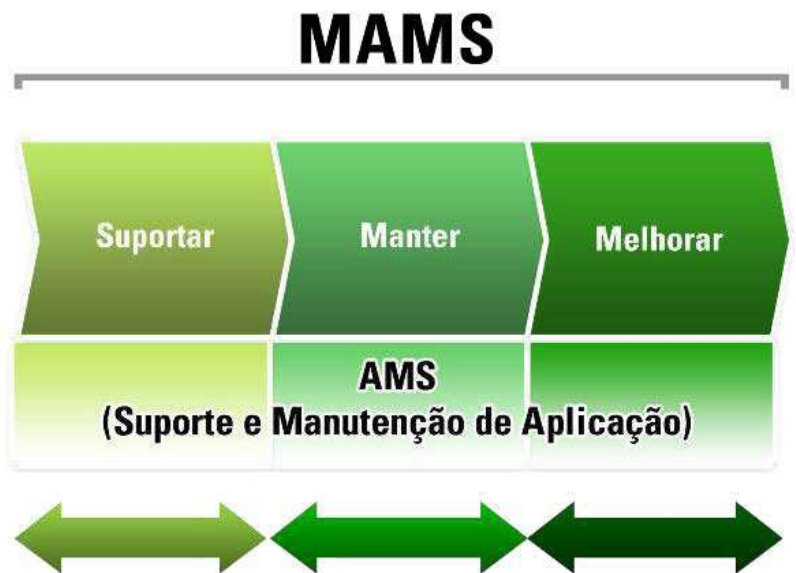 MAMS
Suportar
Manter
Melhorar
AMS
(Suporte e Manutenção de Aplicação)